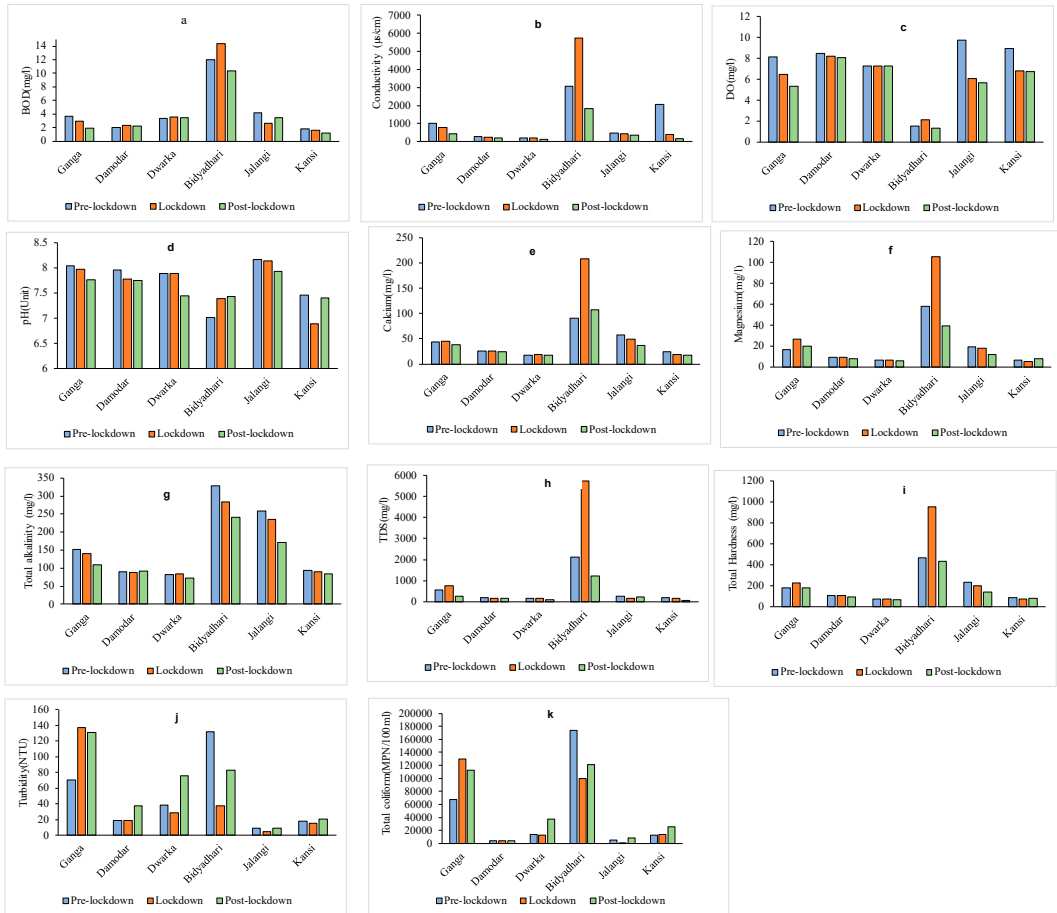 a
BOD(mg/l)
14
12
10
8
6
4
2
0
Ganga
Damodar
Dwarka
Bidyadhari
Jalangi
Kansi
Pre-lockdown Lockdown Post-lockdown
b
Conductivity (µs/cm)
7000
6000
5000
4000
3000
2000
1000
0
Ganga
Damodar
Dwarka
Bidyadhari
Jalangi
Kansi
Pre-lockdown Lockdown Post-lockdown
c
DO(mg/l)
12
10
8
6
4
2
0
Ganga
Damodar
Dwarka
Bidyadhari
Jalangi
Kansi
Pre-lockdown Lockdown Post-lockdown
d
pH(Unit)
8.5
8
7.5
7
6.5
6
Ganga
Damodar
Dwarka
Bidyadhari
Jalangi
Kansi
Pre-lockdown Lockdown Post-lockdown
e
Calcium(mg/l)
250
200
150
100
50
0
Ganga
Damodar
Dwarka
Bidyadhari
Jalangi
Kansi
Pre-lockdown Lockdown Post-lockdown
f
Magnesium(mg/l)
120
100
80
60
40
20
0
Ganga
Damodar
Dwarka
Bidyadhari
Jalangi
Kansi
Pre-lockdown Lockdown Post-lockdown
g
Total alkalinity (mg/l)
350
300
250
200
150
100
50
0
Ganga
Damodar
Dwarka
Bidyadhari
Jalangi
Kansi
Pre-lockdown Lockdown Post-lockdown
h
TDS(mg/l)
6000
5000
4000
3000
2000
1000
0
Ganga
Damodar
Dwarka
Bidyadhari
Jalangi
Kansi
Pre-lockdown Lockdown Post-lockdown
i
Total Hardness (mg/l)
1200
1000
800
600
400
200
0
Ganga
Damodar
Dwarka
Bidyadhari
Jalangi
Kansi
Pre-lockdown Lockdown Post-lockdown
j
Turbidity(NTU)
160
140
120
100
80
60
40
20
0
Ganga
Damodar
Dwarka
Bidyadhari
Jalangi
Kansi
Pre-lockdown Lockdown Post-lockdown
k
Total coliform(MPN/100 ml)
200000
180000
160000
140000
120000
100000
80000
60000
40000
20000
0
Ganga
Damodar
Dwarka
Bidyadhari
Jalangi
Kansi
Pre-lockdown Lockdown Post-lockdown